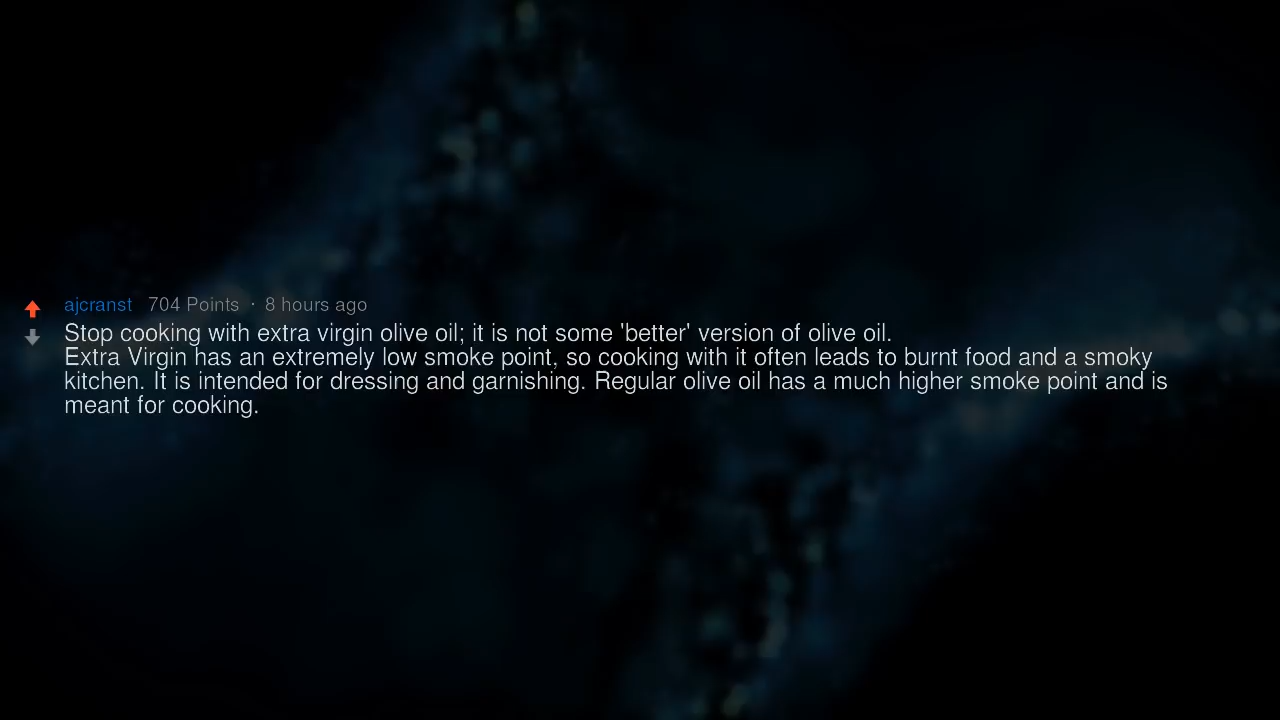 ajcranst 704 Points · 8 hours ago
Stop cooking with extra virgin olive oil; it is not some 'better' version of olive oil.
Extra Virgin has an extremely low smoke point, so cooking with it often leads to burnt food and a smoky
kitchen. It is intended for dressing and garnishing. Regular olive oil has a much higher smoke point and is
meant for cooking.